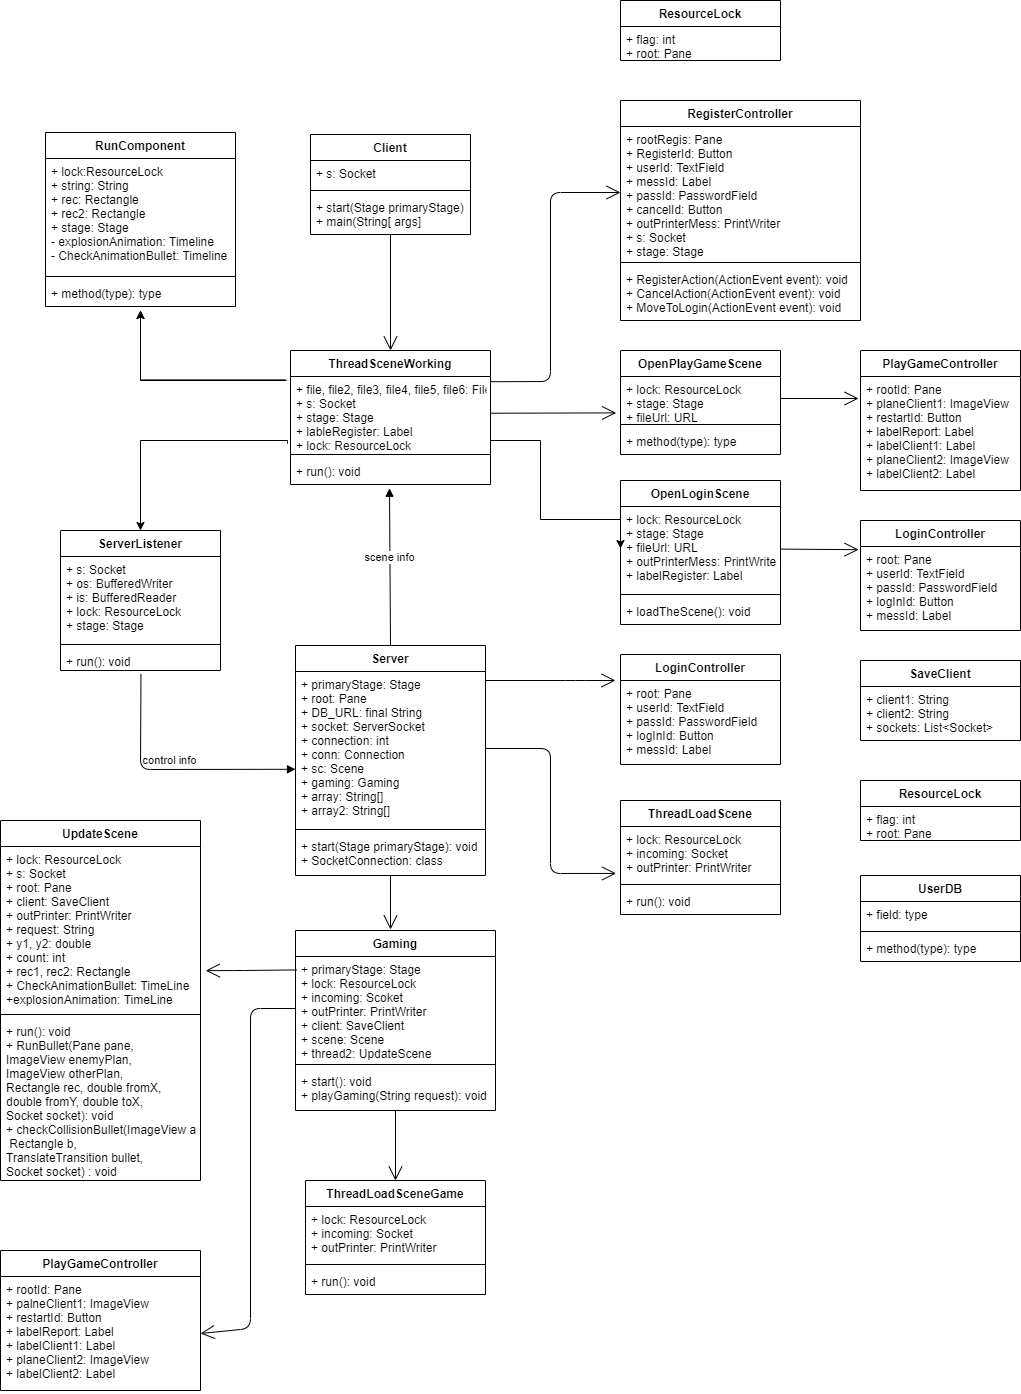 ResourceLock
+ flag: int
+ root: Pane
RegisterController
+ rootRegis: Pane
+ RegisterId: Button
+ userId: TextField
+ messId: Label
+ passId: PasswordField
+ cancelId: Button
+ outPrinterMess: PrintWriter
+ s: Socket
+ stage: Stage
+ RegisterAction(ActionEvent event): void
+ CancelAction(ActionEvent event): void
+ MoveToLogin(ActionEvent event): void
RunComponent
+ lock:ResourceLock
+ string: String
+ rec: Rectangle
+ rec2: Rectangle
+ stage: Stage
- explosionAnimation: Timeline
- CheckAnimationBullet: Timeline
+ method(type): type
Client
+ s: Socket
+ start(Stage primaryStage)
+ main(String[ args]
ThreadSceneWorking
+ file, file2, file3, file4, file5, file6: File
+ s: Socket
+ stage: Stage
+ lableRegister: Label
+ lock: ResourceLock
+ run(): void
OpenPlayGameScene
+ lock: ResourceLock
+ stage: Stage
+ fileUrl: URL
+ method(type): type
PlayGameController
+ rootId: Pane
+ planeClient1: ImageView
+ restartId: Button
+ labelReport: Label
+ labelClient1: Label
+ planeClient2: ImageView
+ labelClient2: Label
OpenLoginScene
+ lock: ResourceLock
+ stage: Stage
+ fileUrl: URL
+ outPrinterMess: PrintWrite
+ labelRegister: Label
+ loadTheScene(): void
LoginController
+ root: Pane
+ userId: TextField
+ passId: PasswordField
+ logInId: Button
+ messId: Label
ServerListener
+ s: Socket
+ os: BufferedWriter
+ is: BufferedReader
+ lock: ResourceLock
+ stage: Stage
+ run(): void
scene info
control info
Server
+ primaryStage: Stage
+ root: Pane
+ DB_URL: final String
+ socket: ServerSocket
+ connection: int
+ conn: Connection
+ sc: Scene
+ gaming: Gaming
+ array: String[]
+ array2: String[]
+ start(Stage primaryStage): void
+ SocketConnection: class
LoginController
+ root: Pane
+ userId: TextField
+ passId: PasswordField
+ logInId: Button
+ messId: Label
SaveClient
+ client1: String
+ client2: String
+ sockets: List<Socket>
ResourceLock
+ flag: int
+ root: Pane
ThreadLoadScene
+ lock: ResourceLock
+ incoming: Socket
+ outPrinter: PrintWriter
+ run(): void
UserDB
+ field: type
+ method(type): type
UpdateScene
+ lock: ResourceLock
+ s: Socket
+ root: Pane
+ client: SaveClient
+ outPrinter: PrintWriter
+ request: String
+ y1, y2: double
+ count: int
+ rec1, rec2: Rectangle
+ CheckAnimationBullet: TimeLine
+explosionAnimation: TimeLine
+ run(): void
+ RunBullet(Pane pane,
ImageView enemyPlan,
ImageView otherPlan,
Rectangle rec, double fromX,
double fromY, double toX,
Socket socket): void
+ checkCollisionBullet(ImageView a
Rectangle b,
TranslateTransition bullet,
Socket socket) : void
Gaming
+ primaryStage: Stage
+ lock: ResourceLock
+ incoming: Scoket
+ outPrinter: PrintWriter
+ client: SaveClient
+ scene: Scene
+ thread2: UpdateScene
+ start(): void
+ playGaming(String request): void
ThreadLoadSceneGame
+ lock: ResourceLock
+ incoming: Socket
+ outPrinter: PrintWriter
+ run(): void
PlayGameController
+ rootId: Pane
+ palneClient1: ImageView
+ restartId: Button
+ labelReport: Label
+ labelClient1: Label
+ planeClient2: ImageView
+ labelClient2: Label